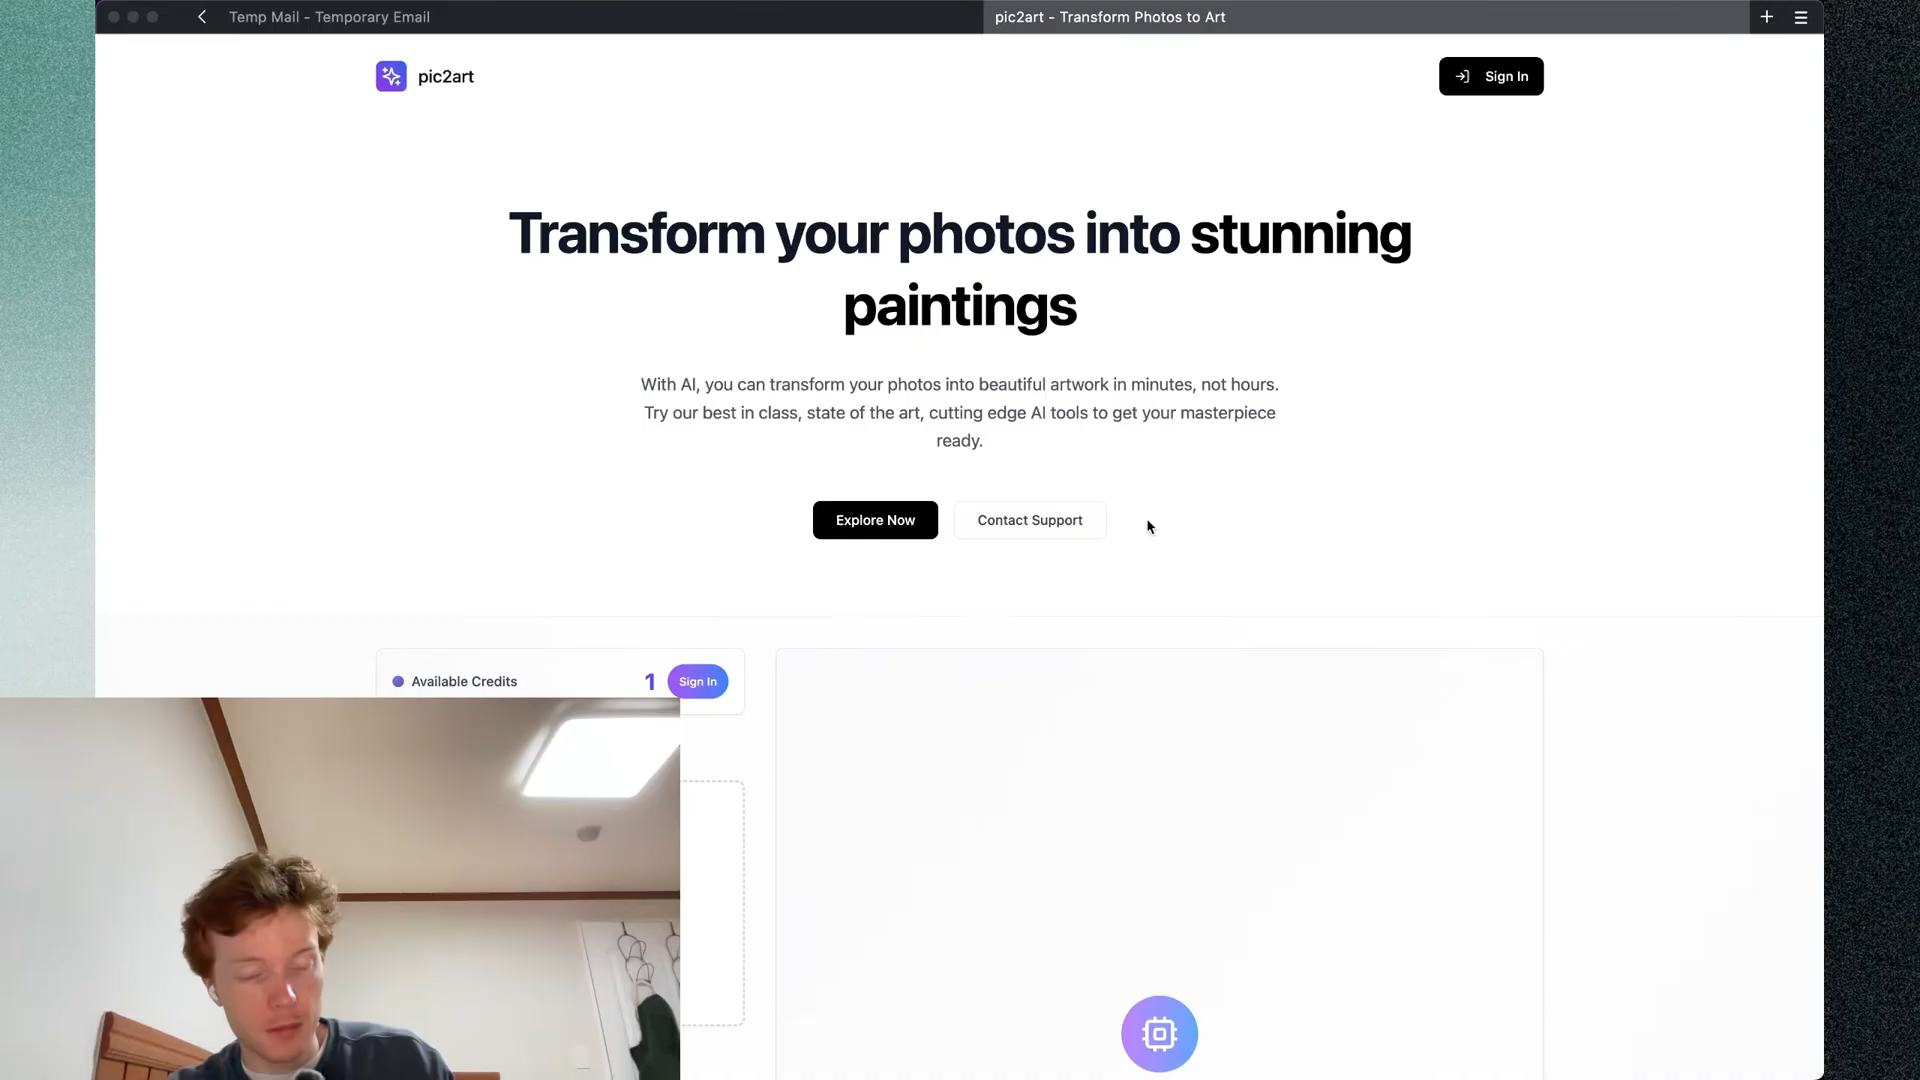 Temp Mail - Temporary Email
pic2art - Transform Photos to Art
pic2art
Sign In
Transform your photos into stunning
paintings
With AI, you can transform your photos into beautiful artwork in minutes, not hours.
Try our best in class, state of the art, cutting edge AI tools to get your masterpiece
ready.
Explore Now
Contact Support
Available Credits
1
Sign In